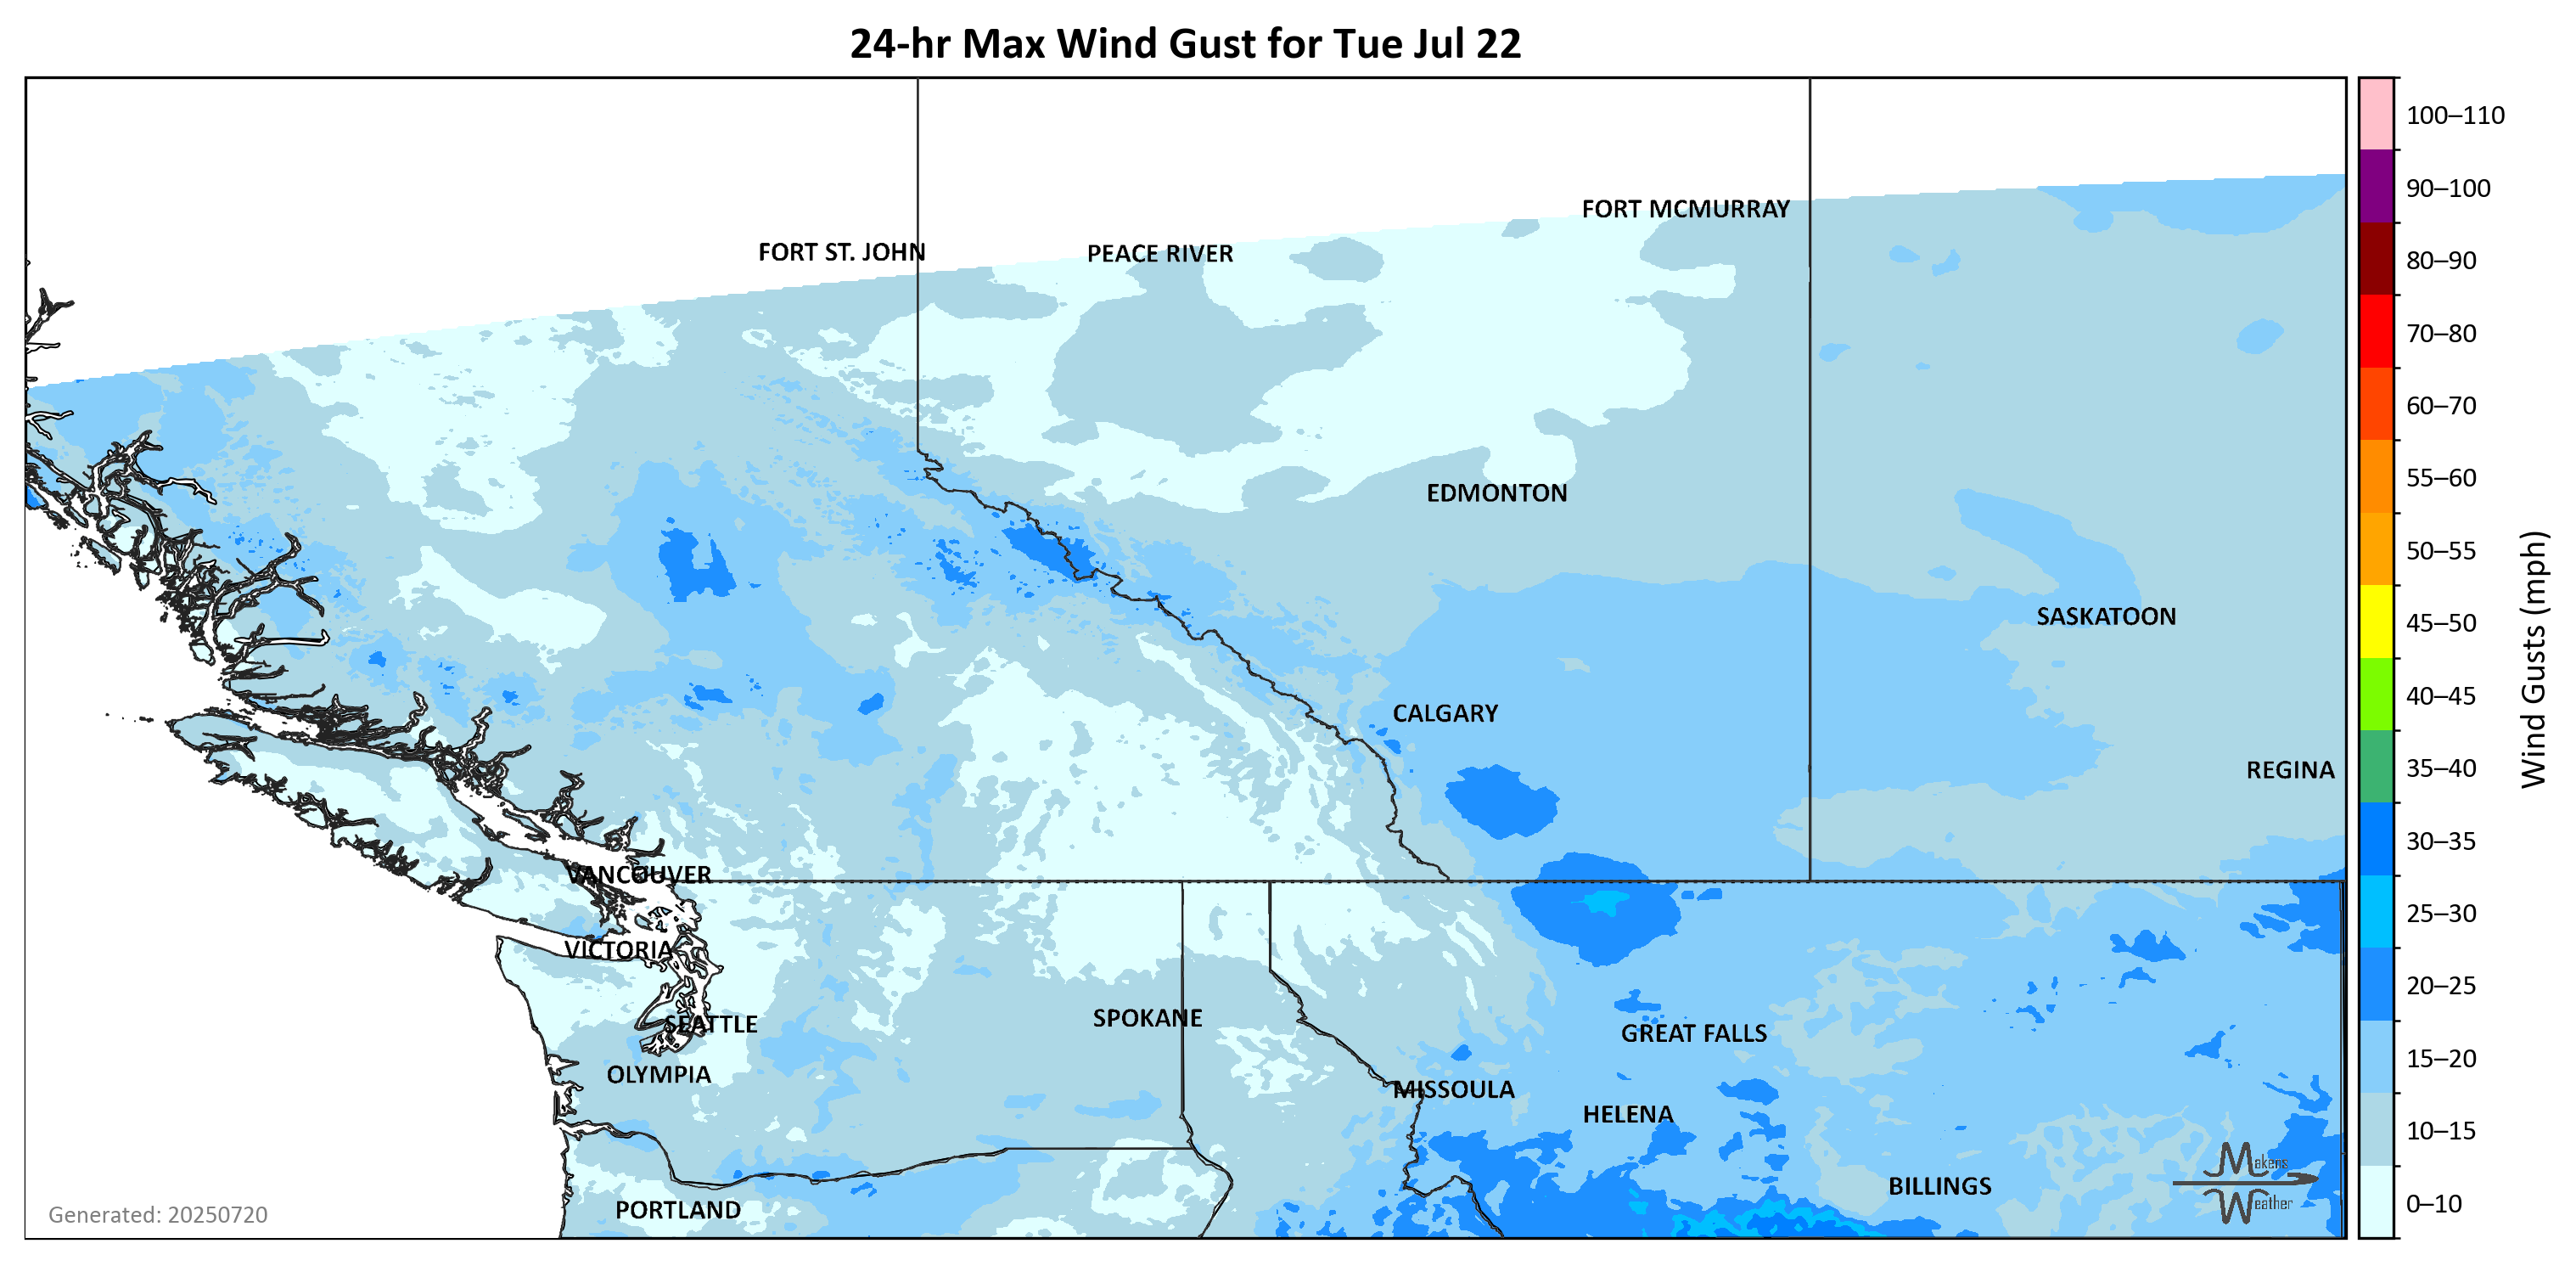 24-hr Max Wind Gust for Tue Jul 22
100–110
90–100
80–90
70–80
60–70
55–60
50–55
45–50
40–45
35–40
30–35
25–30
20–25
15–20
10–15
0–10
Wind Gusts (mph)
FORT MCMURRAY
FORT ST. JOHN
PEACE RIVER
EDMONTON
SASKATOON
CALGARY
REGINA
VANCOUVER
VICTORIA
SPOKANE
SEATTLE
GREAT FALLS
OLYMPIA
MISSOULA
HELENA
BILLINGS
PORTLAND
Makens
Weather
Generated: 20250720